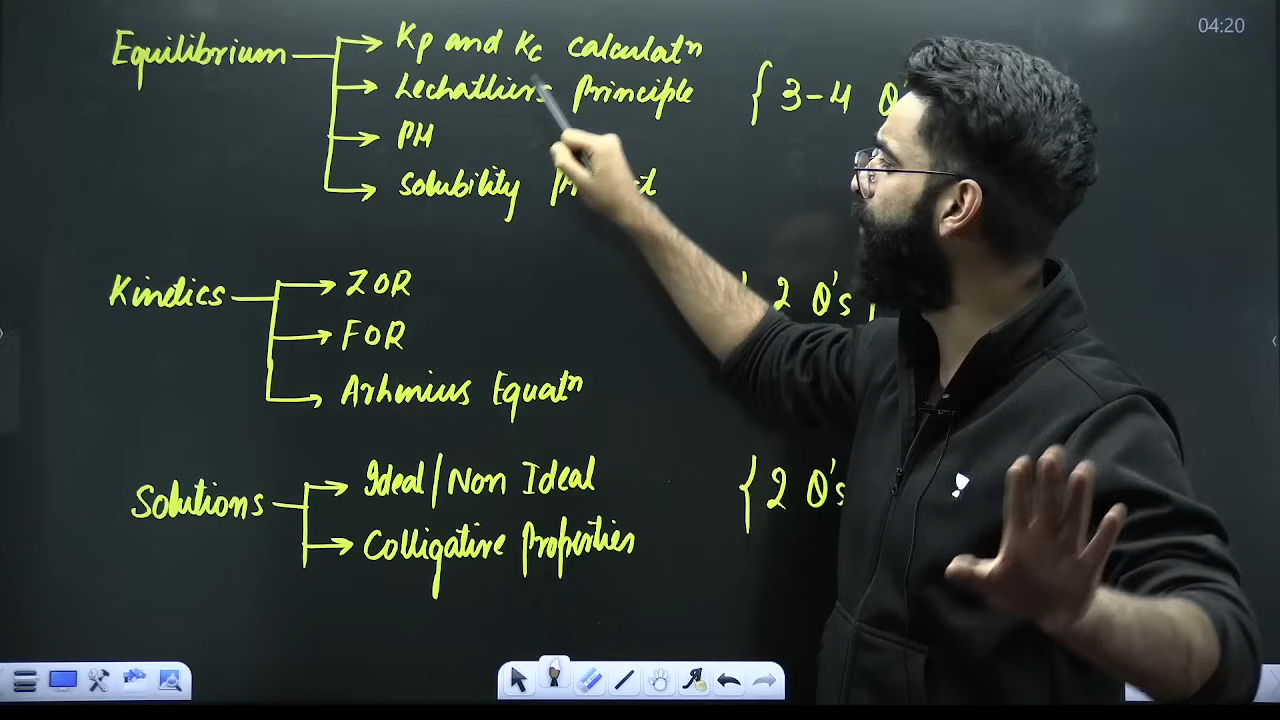 04:20
Equilibrium
Kp and Kc calculatn
Lechatliers Principle
{ 3-4 Q'
PH
Solubility
Kinetics
ZOR
2 Q's
FOR
Arhenius Equatn
Solutions
Ideal/Non Ideal
{ 2 Q's
Colligative Properties